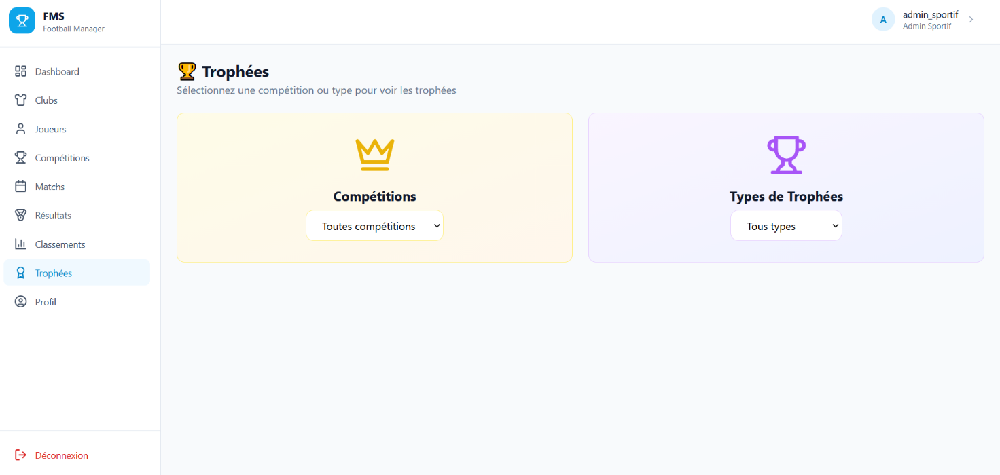 FMS
Football Manager
Dashboard
Clubs
Joueurs
Compétitions
Matchs
Résultats
Classements
Trophées
Profil
Déconnexion
A
admin_sportif
Admin Sportif
Trophées
Sélectionnez une compétition ou type pour voir les trophées
Compétitions
Toutes compétitions
Types de Trophées
Tous types